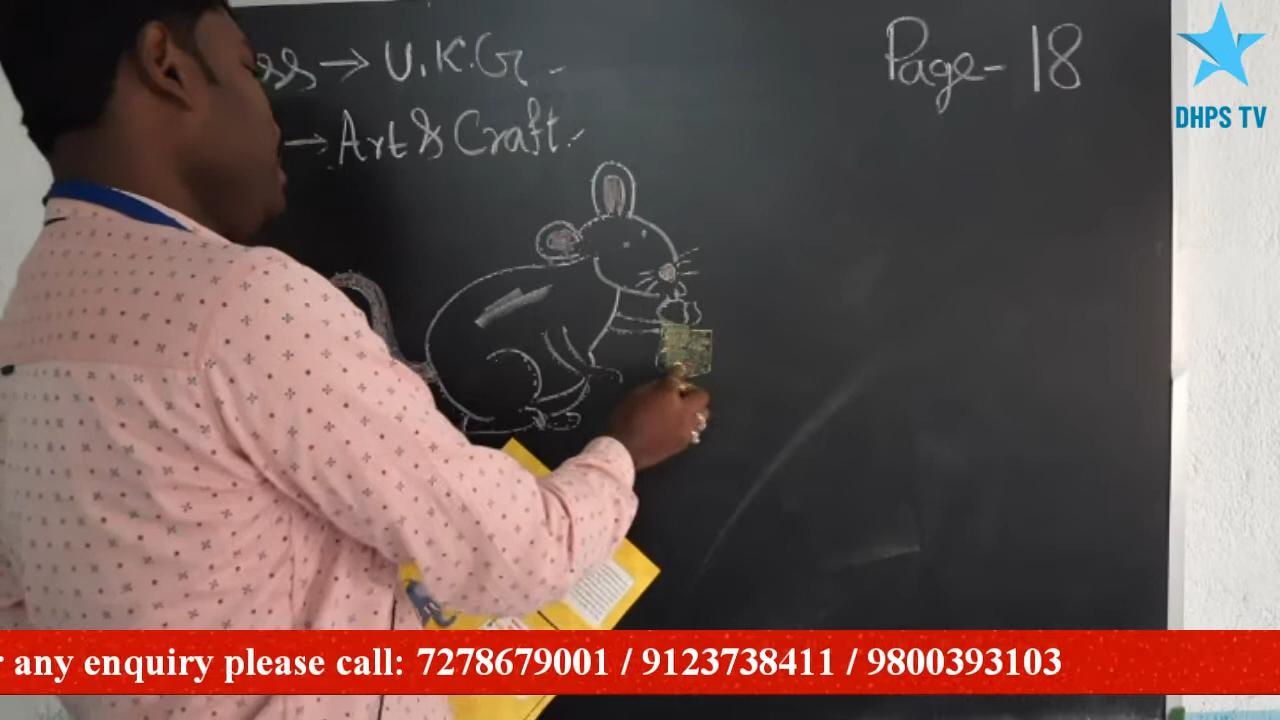 → U.K.G.
Page- 18
→ Art & Craft.
DHPS TV
any enquiry please call: 7278679001 / 9123738411 / 9800393103